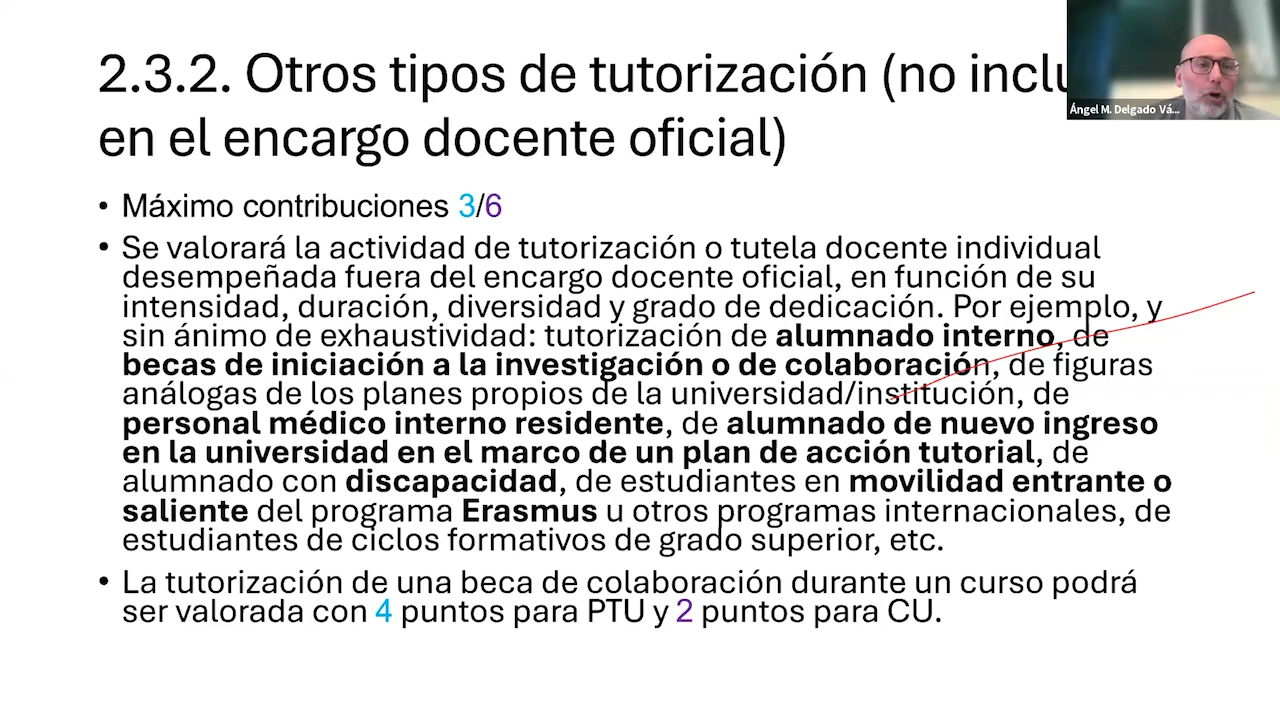 2.3.2. Otros tipos de tutorización (no inclu
en el encargo docente oficial)
Ángel M. Delgado Vá...
• Máximo contribuciones 3/6
• Se valorará la actividad de tutorización o tutela docente individual
desempeñada fuera del encargo docente oficial, en función de su
intensidad, duración, diversidad y grado de dedicación. Por ejemplo, y
sin ánimo de exhaustividad: tutorización de alumnado interno, de
becas de iniciación a la investigación o de colaboración, de figuras
análogas de los planes propios de la universidad/institución, de
personal médico interno residente, de alumnado de nuevo ingreso
en la universidad en el marco de un plan de acción tutorial, de
alumnado con discapacidad, de estudiantes en movilidad entrante o
saliente del programa Erasmus u otros programas internacionales, de
estudiantes de ciclos formativos de grado superior, etc.
• La tutorización de una beca de colaboración durante un curso podrá
ser valorada con 4 puntos para PTU y 2 puntos para CU.